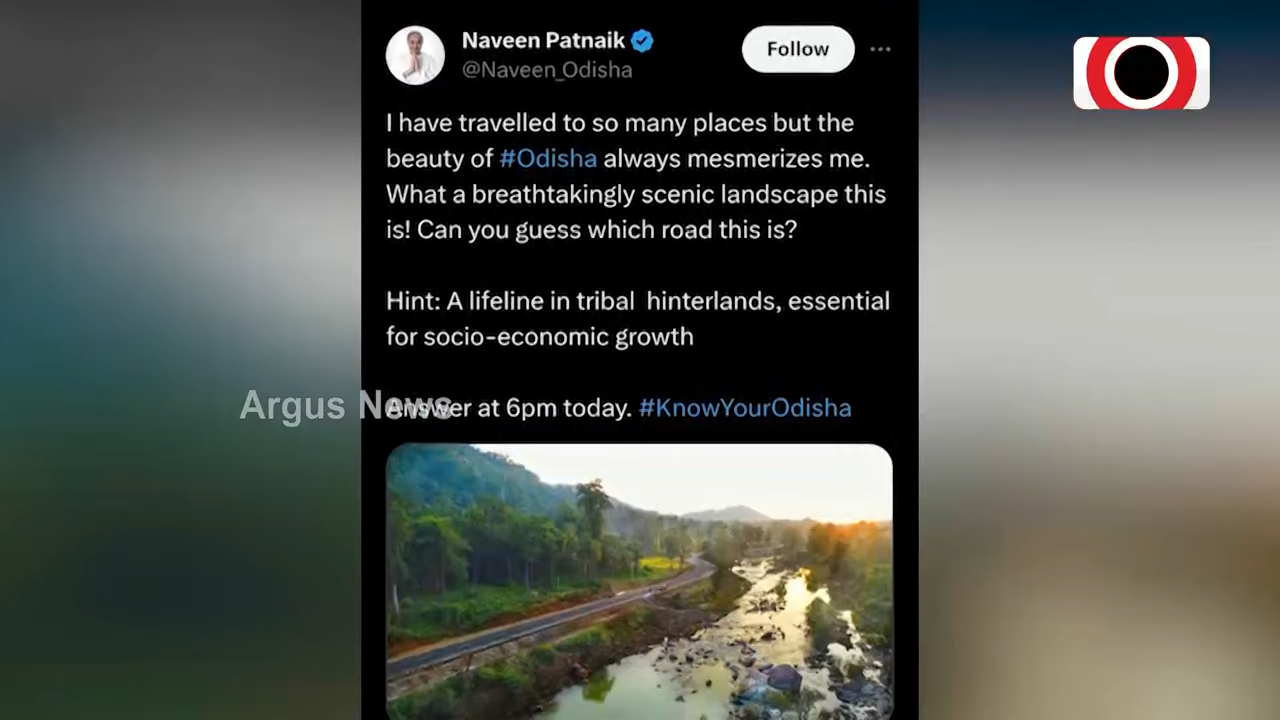 Naveen Patnaik
@Naveen_Odisha
Follow
I have travelled to so many places but the
beauty of #Odisha always mesmerizes me.
What a breathtakingly scenic landscape this
is! Can you guess which road this is?
Hint: A lifeline in tribal hinterlands, essential
for socio-economic growth
Argus News
Answer at 6pm today. #KnowYourOdisha